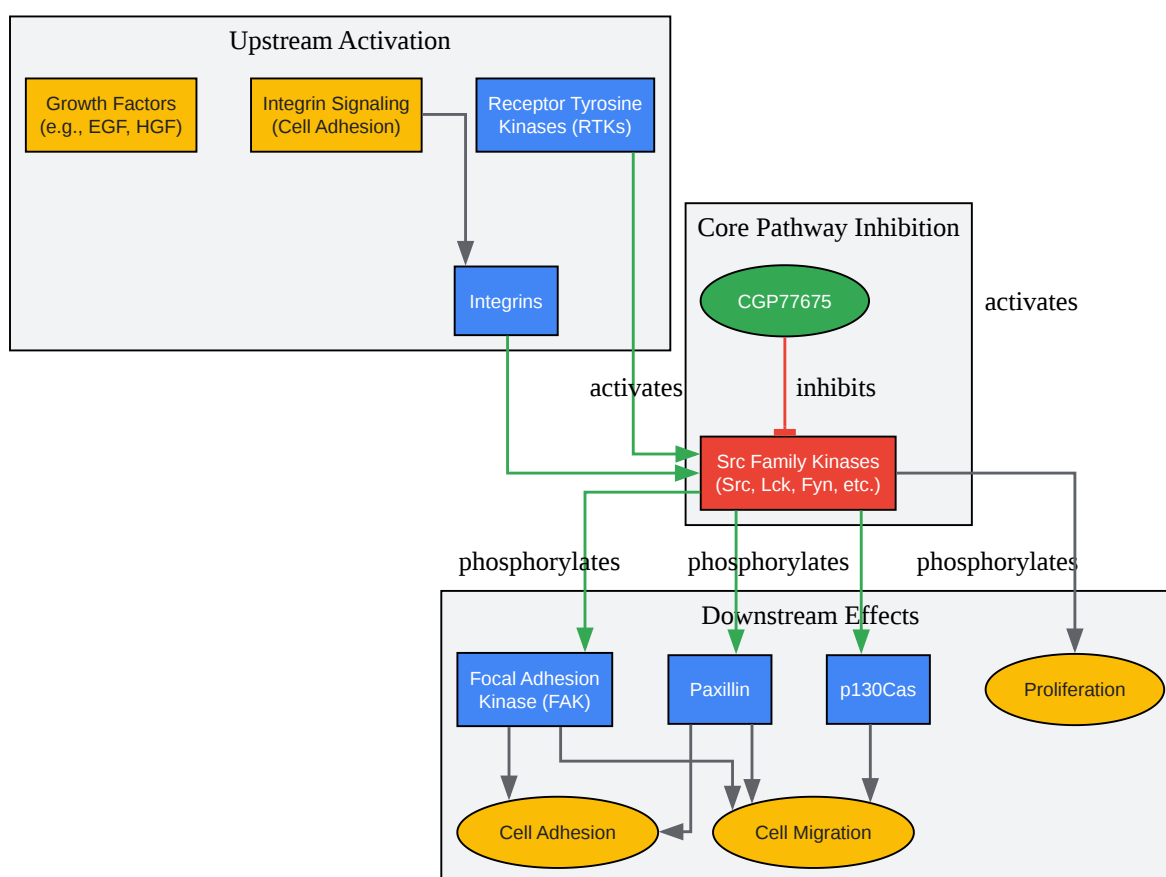 Upstream Activation
Growth Factors
(e.g., EGF, HGF)
Integrin Signaling
(Cell Adhesion)
Receptor Tyrosine
Kinases (RTKs)
Integrins
Core Pathway Inhibition
CGP77675
activates
activates
inhibits
Src Family Kinases
(Src, Lck, Fyn, etc.)
phosphorylates
phosphorylates
phosphorylates
Downstream Effects
Focal Adhesion
Kinase (FAK)
Paxillin
p130Cas
Proliferation
Cell Adhesion
Cell Migration